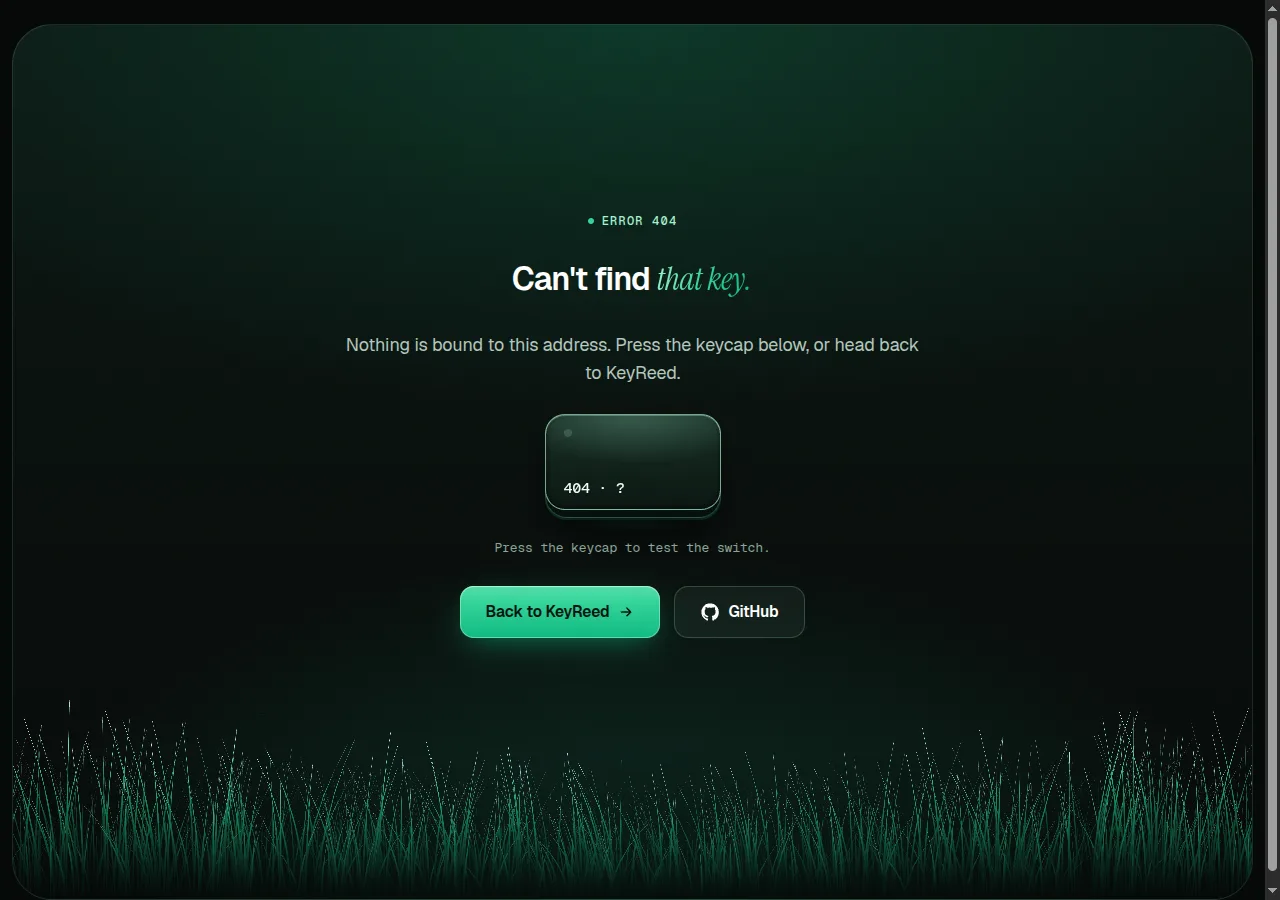 ERROR 404
Can't find that key.
Nothing is bound to this address. Press the keycap below, or head back
to KeyReed.
404 · ?
Press the keycap to test the switch.
Back to KeyReed →
GitHub